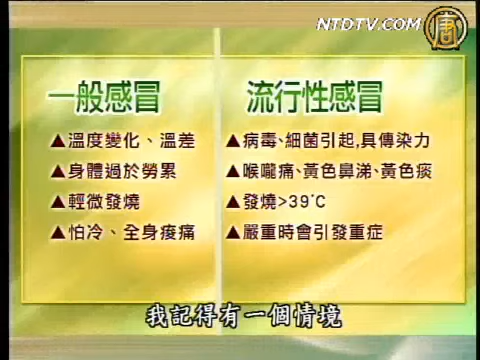 NTDTV.COM
唐
一般感冒
▲溫度變化、溫差
▲身體過於勞累
▲輕微發燒
▲怕冷、全身痠痛
流行性感冒
▲病毒、細菌引起,具傳染力
▲喉嚨痛、黃色鼻涕、黃色痰
▲發燒>39°C
▲嚴重時會引發重症
我記得有一個情境